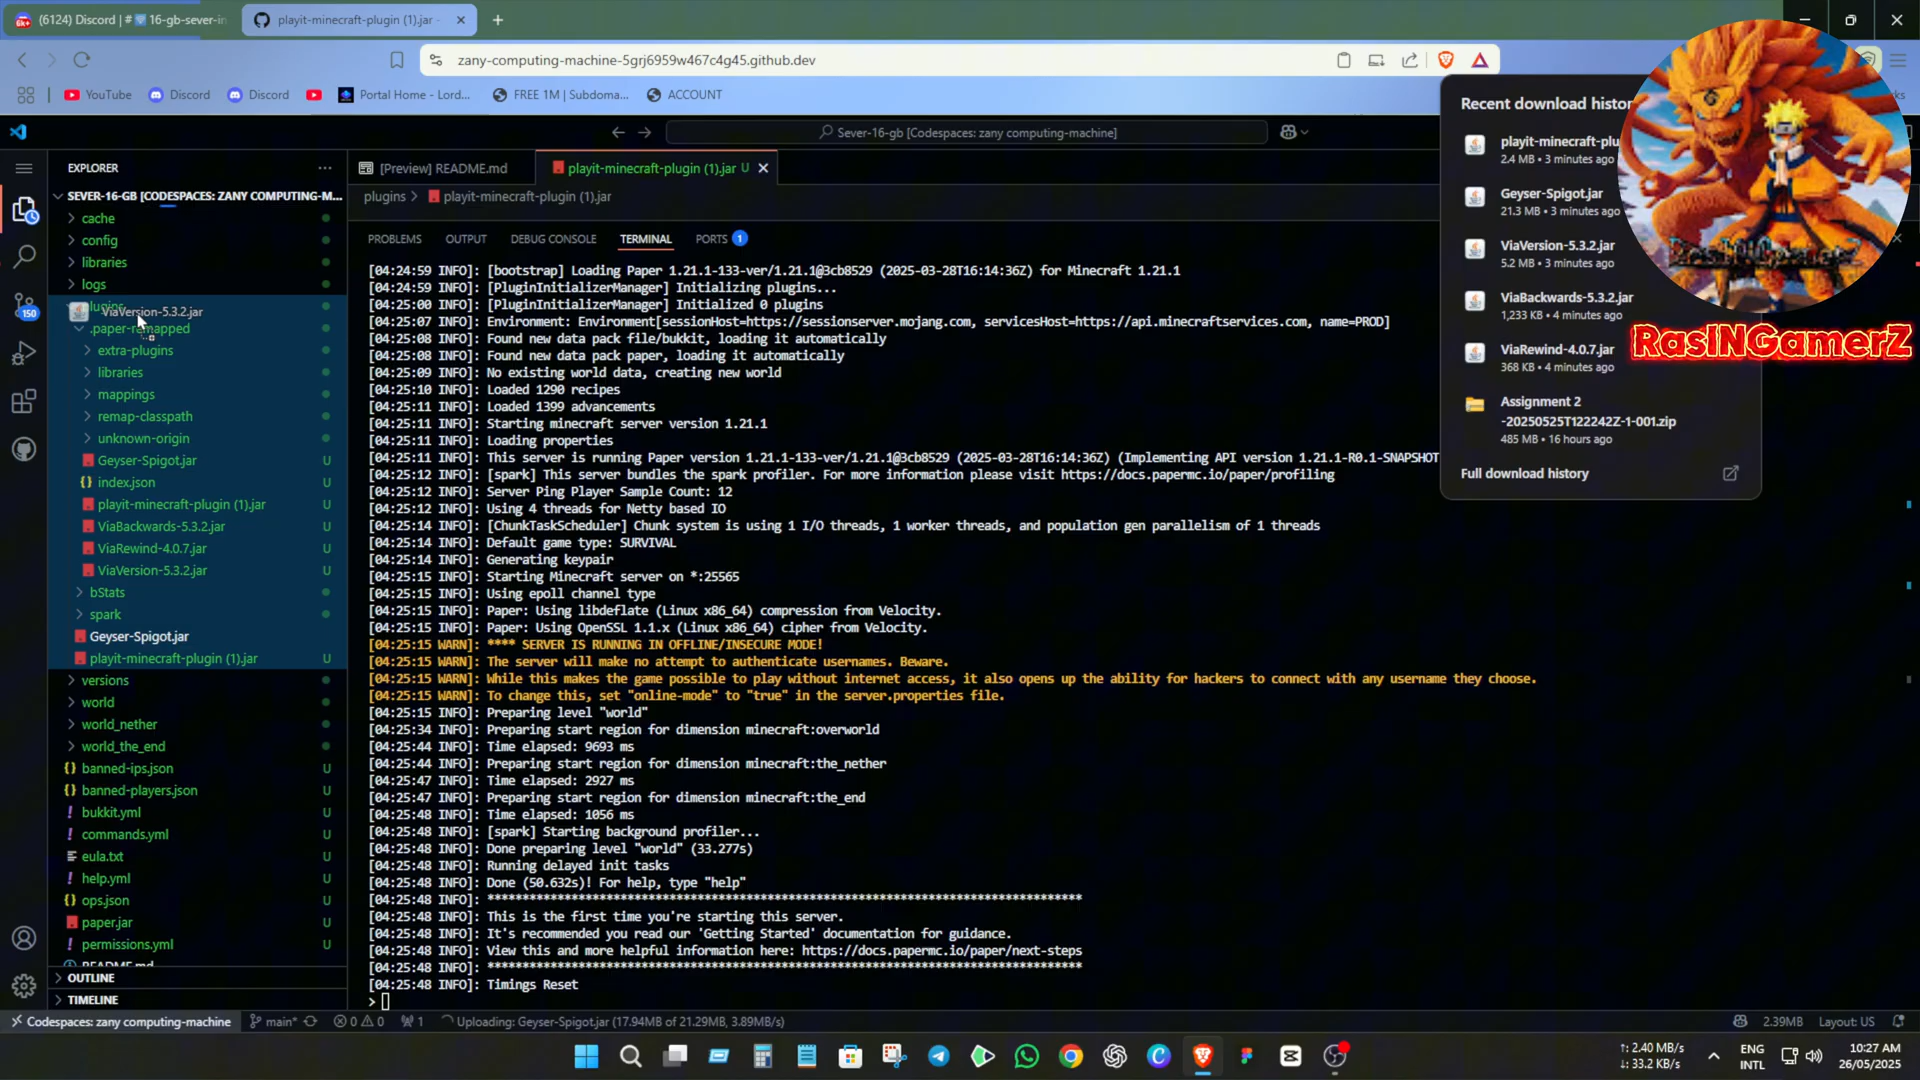 (6124) Discord | # 16-gb-sever-in
playit-minecraft-plugin (1).jar -
zany-computing-machine-5grj6959w467c4g45.github.dev
YouTube
Discord
Discord
Portal Home - Lord...
FREE 1M | Subdoma...
ACCOUNT
Sever-16-gb [Codespaces: zany computing-machine]
EXPLORER
SEVER-16-GB [CODESPACES: ZANY COMPUTING-M...
cache
config
libraries
logs
plugins
ViaVersion-5.3.2.jar
.paper-remapped
extra-plugins
libraries
mappings
remap-classpath
unknown-origin
Geyser-Spigot.jar U
index.json U
playit-minecraft-plugin (1).jar U
ViaBackwards-5.3.2.jar U
ViaRewind-4.0.7.jar U
ViaVersion-5.3.2.jar U
bStats
spark
Geyser-Spigot.jar
playit-minecraft-plugin (1).jar U
versions
world
world_nether
world_the_end
banned-ips.json U
banned-players.json U
bukkit.yml U
commands.yml U
eula.txt U
help.yml U
ops.json U
paper.jar U
permissions.yml U
README.md
OUTLINE
TIMELINE
150
[Preview] README.md
playit-minecraft-plugin (1).jar U
plugins > playit-minecraft-plugin (1).jar
PROBLEMS OUTPUT DEBUG CONSOLE TERMINAL PORTS 1
[04:24:59 INFO]: [bootstrap] Loading Paper 1.21.1-133-ver/1.21.1@3cb8529 (2025-03-28T16:14:36Z) for Minecraft 1.21.1
[04:24:59 INFO]: [PluginInitializerManager] Initializing plugins...
[04:25:00 INFO]: [PluginInitializerManager] Initialized 0 plugins
[04:25:07 INFO]: Environment: Environment[sessionHost=https://sessionserver.mojang.com, servicesHost=https://api.minecraftservices.com, name=PROD]
[04:25:08 INFO]: Found new data pack file/bukkit, loading it automatically
[04:25:08 INFO]: Found new data pack paper, loading it automatically
[04:25:09 INFO]: No existing world data, creating new world
[04:25:10 INFO]: Loaded 1290 recipes
[04:25:11 INFO]: Loaded 1399 advancements
[04:25:11 INFO]: Starting minecraft server version 1.21.1
[04:25:11 INFO]: Loading properties
[04:25:11 INFO]: This server is running Paper version 1.21.1-133-ver/1.21.1@3cb8529 (2025-03-28T16:14:36Z) (Implementing API version 1.21.1-R0.1-SNAPSHOT
[04:25:12 INFO]: [spark] This server bundles the spark profiler. For more information please visit https://docs.papermc.io/paper/profiling
[04:25:12 INFO]: Server Ping Player Sample Count: 12
[04:25:12 INFO]: Using 4 threads for Netty based IO
[04:25:14 INFO]: [ChunkTaskScheduler] Chunk system is using 1 I/O threads, 1 worker threads, and population gen parallelism of 1 threads
[04:25:14 INFO]: Default game type: SURVIVAL
[04:25:14 INFO]: Generating keypair
[04:25:15 INFO]: Starting Minecraft server on *:25565
[04:25:15 INFO]: Using epoll channel type
[04:25:15 INFO]: Paper: Using libdeflate (Linux x86_64) compression from Velocity.
[04:25:15 INFO]: Paper: Using OpenSSL 1.1.x (Linux x86_64) cipher from Velocity.
[04:25:15 WARN]: **** SERVER IS RUNNING IN OFFLINE/INSECURE MODE!
[04:25:15 WARN]: The server will make no attempt to authenticate usernames. Beware.
[04:25:15 WARN]: While this makes the game possible to play without internet access, it also opens up the ability for hackers to connect with any username they choose.
[04:25:15 WARN]: To change this, set "online-mode" to "true" in the server.properties file.
[04:25:15 INFO]: Preparing level "world"
[04:25:34 INFO]: Preparing start region for dimension minecraft:overworld
[04:25:44 INFO]: Time elapsed: 9693 ms
[04:25:44 INFO]: Preparing start region for dimension minecraft:the_nether
[04:25:47 INFO]: Time elapsed: 2927 ms
[04:25:47 INFO]: Preparing start region for dimension minecraft:the_end
[04:25:48 INFO]: Time elapsed: 1056 ms
[04:25:48 INFO]: [spark] Starting background profiler...
[04:25:48 INFO]: Done preparing level "world" (33.277s)
[04:25:48 INFO]: Running delayed init tasks
[04:25:48 INFO]: Done (50.632s)! For help, type "help"
[04:25:48 INFO]: ****************************************************************************************
[04:25:48 INFO]: This is the first time you're starting this server.
[04:25:48 INFO]: It's recommended you read our 'Getting Started' documentation for guidance.
[04:25:48 INFO]: View this and more helpful information here: https://docs.papermc.io/paper/next-steps
[04:25:48 INFO]: ****************************************************************************************
[04:25:48 INFO]: Timings Reset
>
Recent download histor
playit-minecraft-plu
2.4 MB • 3 minutes ago
Geyser-Spigot.jar
21.3 MB • 3 minutes ago
ViaVersion-5.3.2.jar
5.2 MB • 3 minutes ago
ViaBackwards-5.3.2.jar
1,233 KB • 4 minutes ago
ViaRewind-4.0.7.jar
368 KB • 4 minutes ago
Assignment 2
-20250525T122242Z-1-001.zip
485 MB • 16 hours ago
Full download history
RasINGamerZ
RasINGamerZ
Codespaces: zany computing-machine main* 0 0 1 Uploading: Geyser-Spigot.jar (17.94MB of 21.29MB, 3.89MB/s) 2.39MB Layout: US
↑: 2.40 MB/s
↓: 33.2 KB/s
ENG
INTL
10:27 AM
26/05/2025